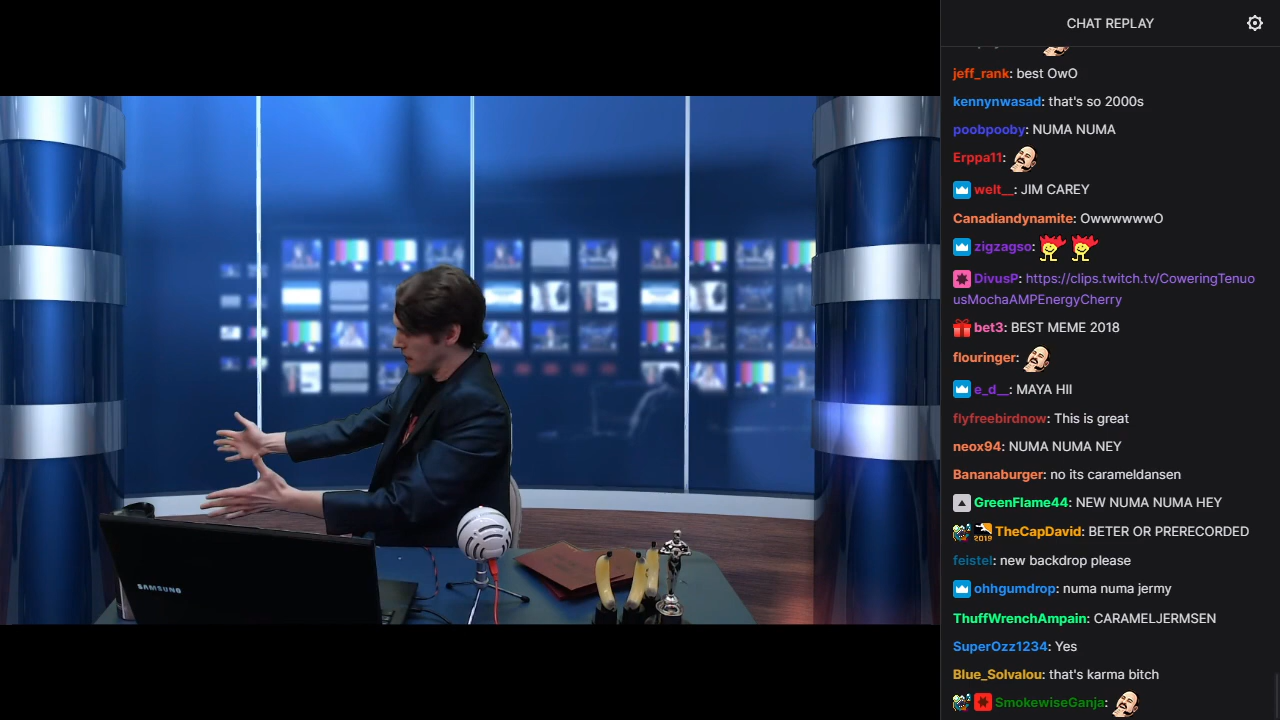 CHAT REPLAY
jeff_rank: best OwO
kennynwasad: that's so 2000s
poobpooby: NUMA NUMA
Erppa11:
welt__: JIM CAREY
Canadiandynamite: OwwwwwwO
zigzagso:
DivusP: https://clips.twitch.tv/CoweringTenuo
usMochaAMPEnergyCherry
bet3: BEST MEME 2018
flouringer:
e_d__: MAYA HII
flyfreebirdnow: This is great
neox94: NUMA NUMA NEY
Bananaburger: no its carameldansen
GreenFlame44: NEW NUMA NUMA HEY
2019 TheCapDavid: BETER OR PRERECORDED
feistel: new backdrop please
ohhgumdrop: numa numa jermy
ThuffWrenchAmpain: CARAMELJERMSEN
SuperOzz1234: Yes
Blue_Solvalou: that's karma bitch
SmokewiseGanja:
SAMSUNG